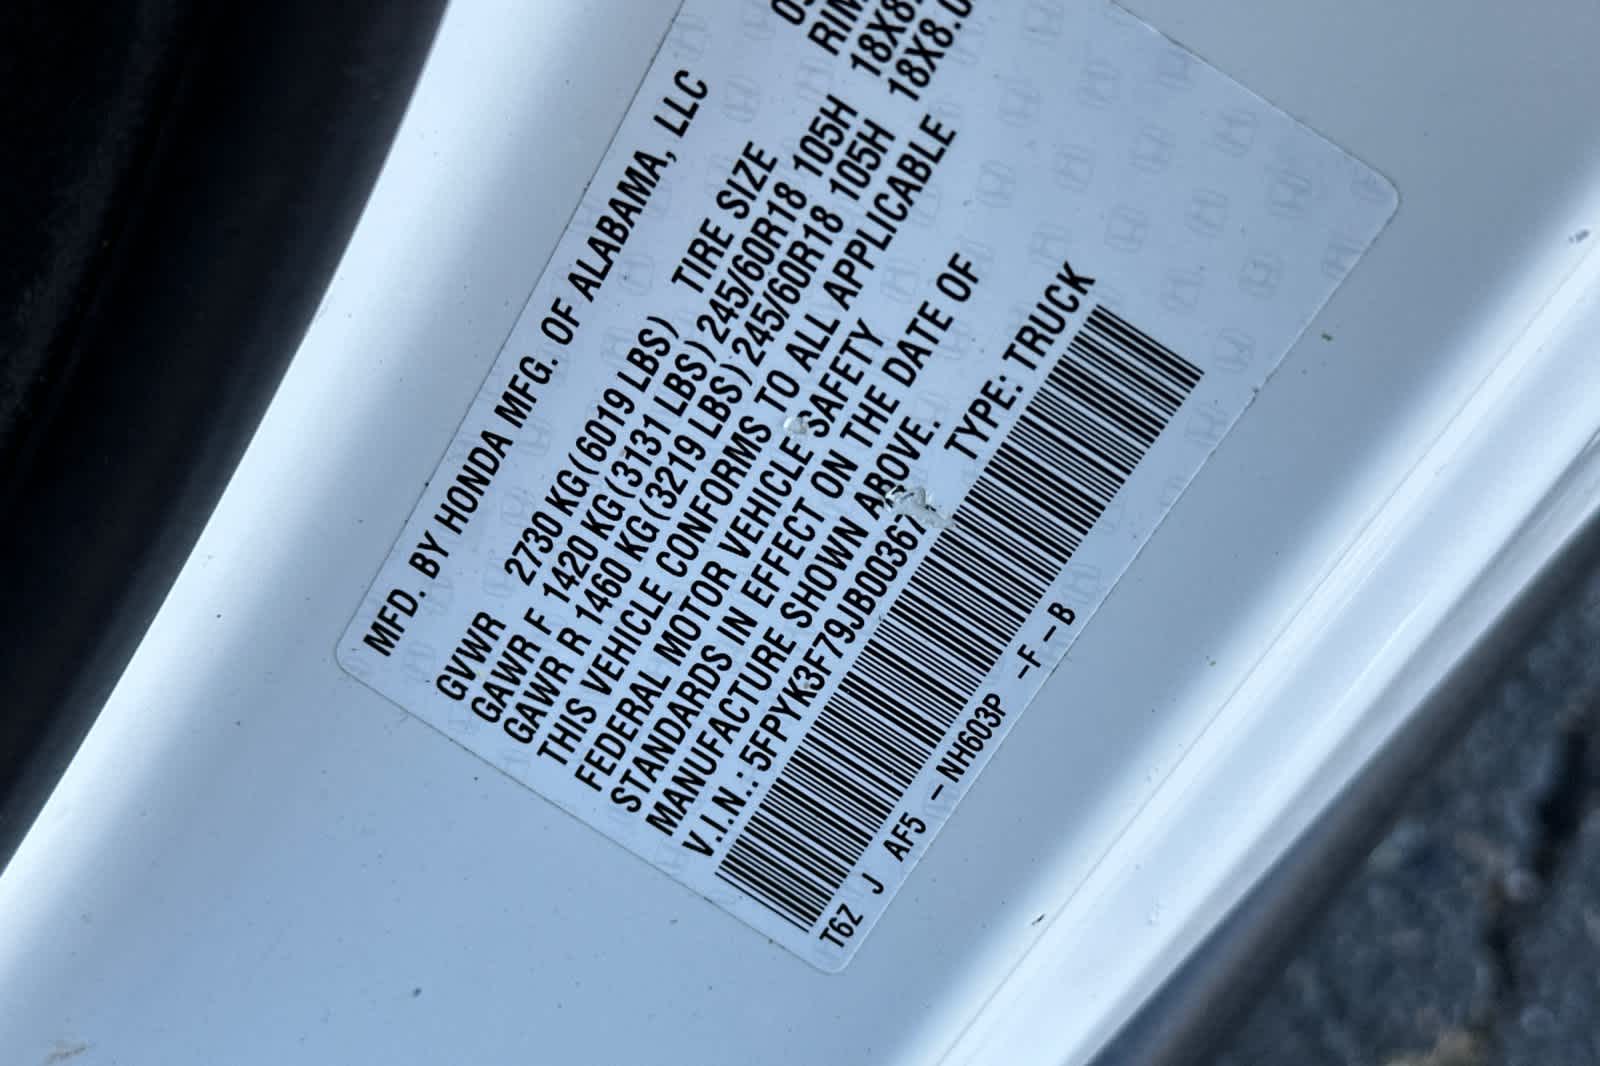 MFD. BY HONDA MFG. OF ALABAMA, LLC
GVWR 2730 KG(6019 LBS) TIRE SIZE
GAWR F 1420 KG(3131 LBS) 245/60R18 105H
GAWR R 1460 KG(3219 LBS) 245/60R18 105H 18X8.0
THIS VEHICLE CONFORMS TO ALL APPLICABLE
FEDERAL MOTOR VEHICLE SAFETY
STANDARDS IN EFFECT ON THE DATE OF
MANUFACTURE SHOWN ABOVE.
V.I.N.: TYPE: TRUCK
T6Z J AF5 – NH603P – F – B